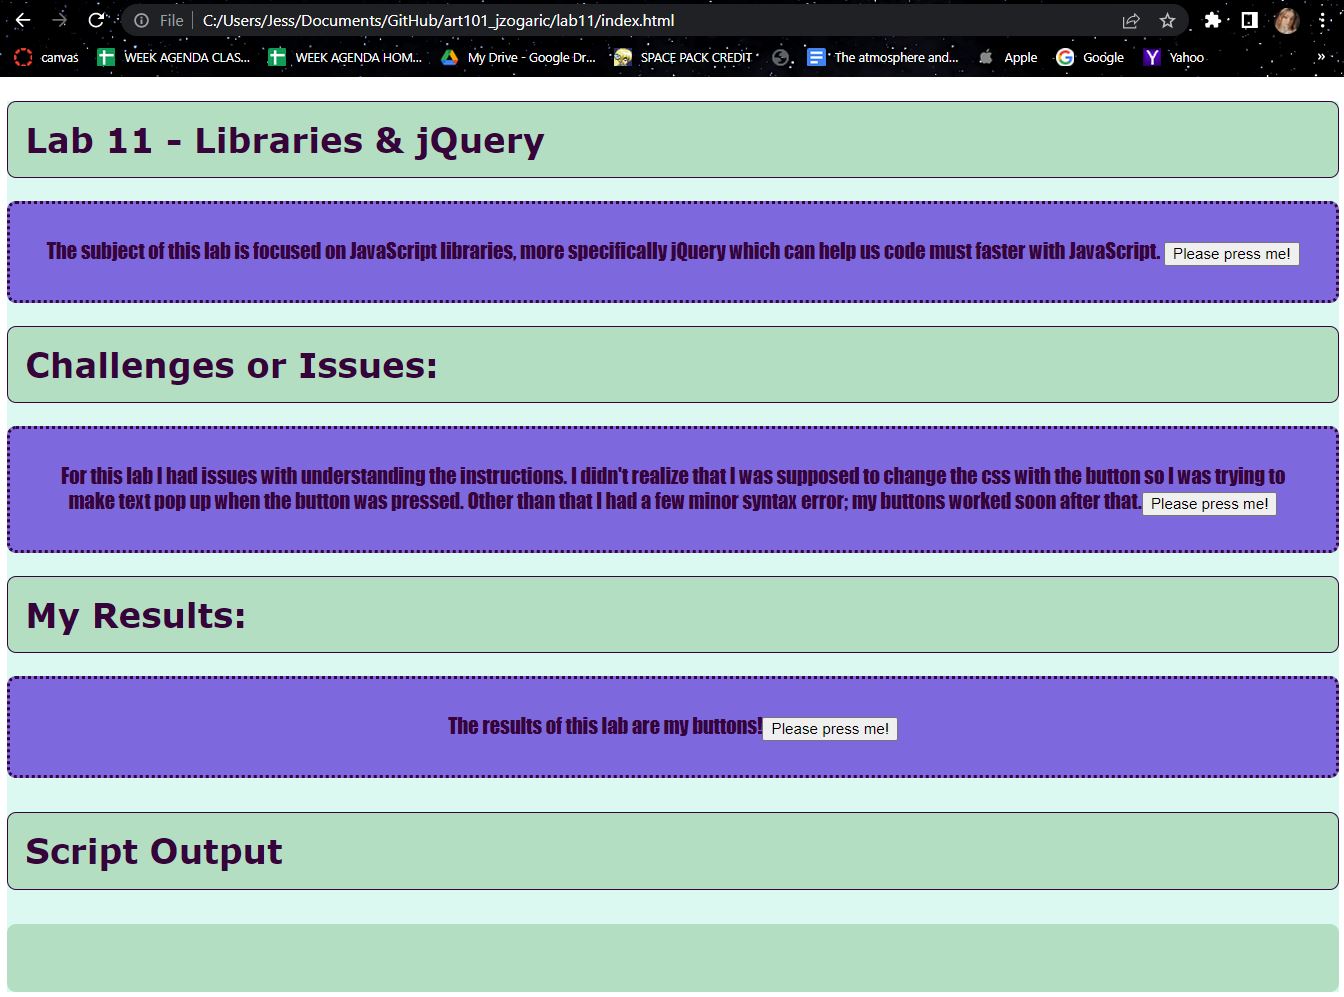 File C:/Users/Jess/Documents/GitHub/art101_jzogaric/lab11/index.html
canvas WEEK AGENDA CLAS... WEEK AGENDA HOM... My Drive - Google Dr... SPACE PACK CREDIT The atmosphere and... Apple Google Yahoo »
Lab 11 - Libraries & jQuery
The subject of this lab is focused on JavaScript libraries, more specifically jQuery which can help us code must faster with JavaScript. Please press me!
Challenges or Issues:
For this lab I had issues with understanding the instructions. I didn't realize that I was supposed to change the css with the button so I was trying to
make text pop up when the button was pressed. Other than that I had a few minor syntax error; my buttons worked soon after that. Please press me!
My Results:
The results of this lab are my buttons! Please press me!
Script Output